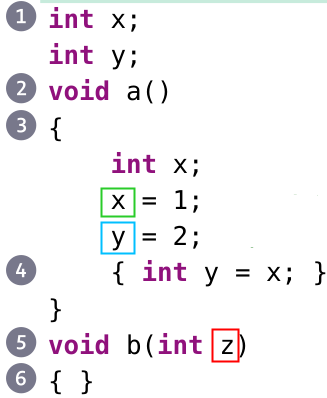 1 int x;
int y;
2 void a()
3 {
int x;
x = 1;
y = 2;
4 { int y = x; }
}
5 void b(int z)
6 { }